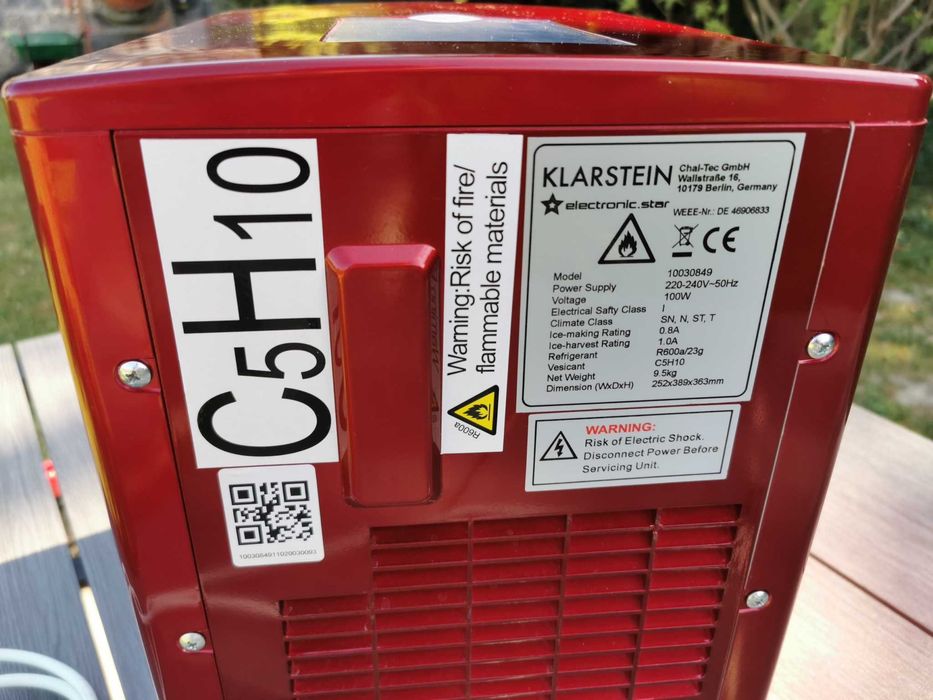 C5H10
Warning:Risk of fire/
flammable materials
R600a
KLARSTEIN
Chal-Tec GmbH
Wallstraße 16,
10179 Berlin, Germany
electronic.star
WEEE-Nr.: DE 46906833
CE
Model 10030849
Power Supply 220-240V~50Hz
Voltage 100W
Electrical Safty Class I
Climate Class SN, N, ST, T
Ice-making Rating 0.8A
Ice-harvest Rating 1.0A
Refrigerant R600a/23g
Vesicant C5H10
Net Weight 9.5kg
Dimension (WxDxH) 252x389x363mm
WARNING:
Risk of Electric Shock.
Disconnect Power Before
Servicing Unit.